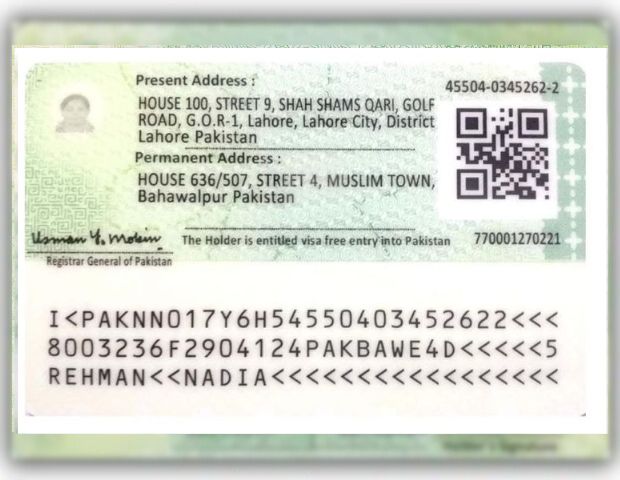 Present Address :
45504-0345262-2
HOUSE 100, STREET 9, SHAH SHAMS QARI, GOLF
ROAD, G.O.R-1, Lahore, Lahore City, District
Lahore Pakistan
Permanent Address :
HOUSE 636/507, STREET 4, MUSLIM TOWN,
Bahawalpur Pakistan
Usman Y. Mobin
The Holder is entitled visa free entry into Pakistan
770001270221
Registrar General of Pakistan
I<PAKNNO17Y6H54550403452622<<<
8003236F2904124PAKBAWE4D<<<<<5
REHMAN<<NADIA<<<<<<<<<<<<<<<<<